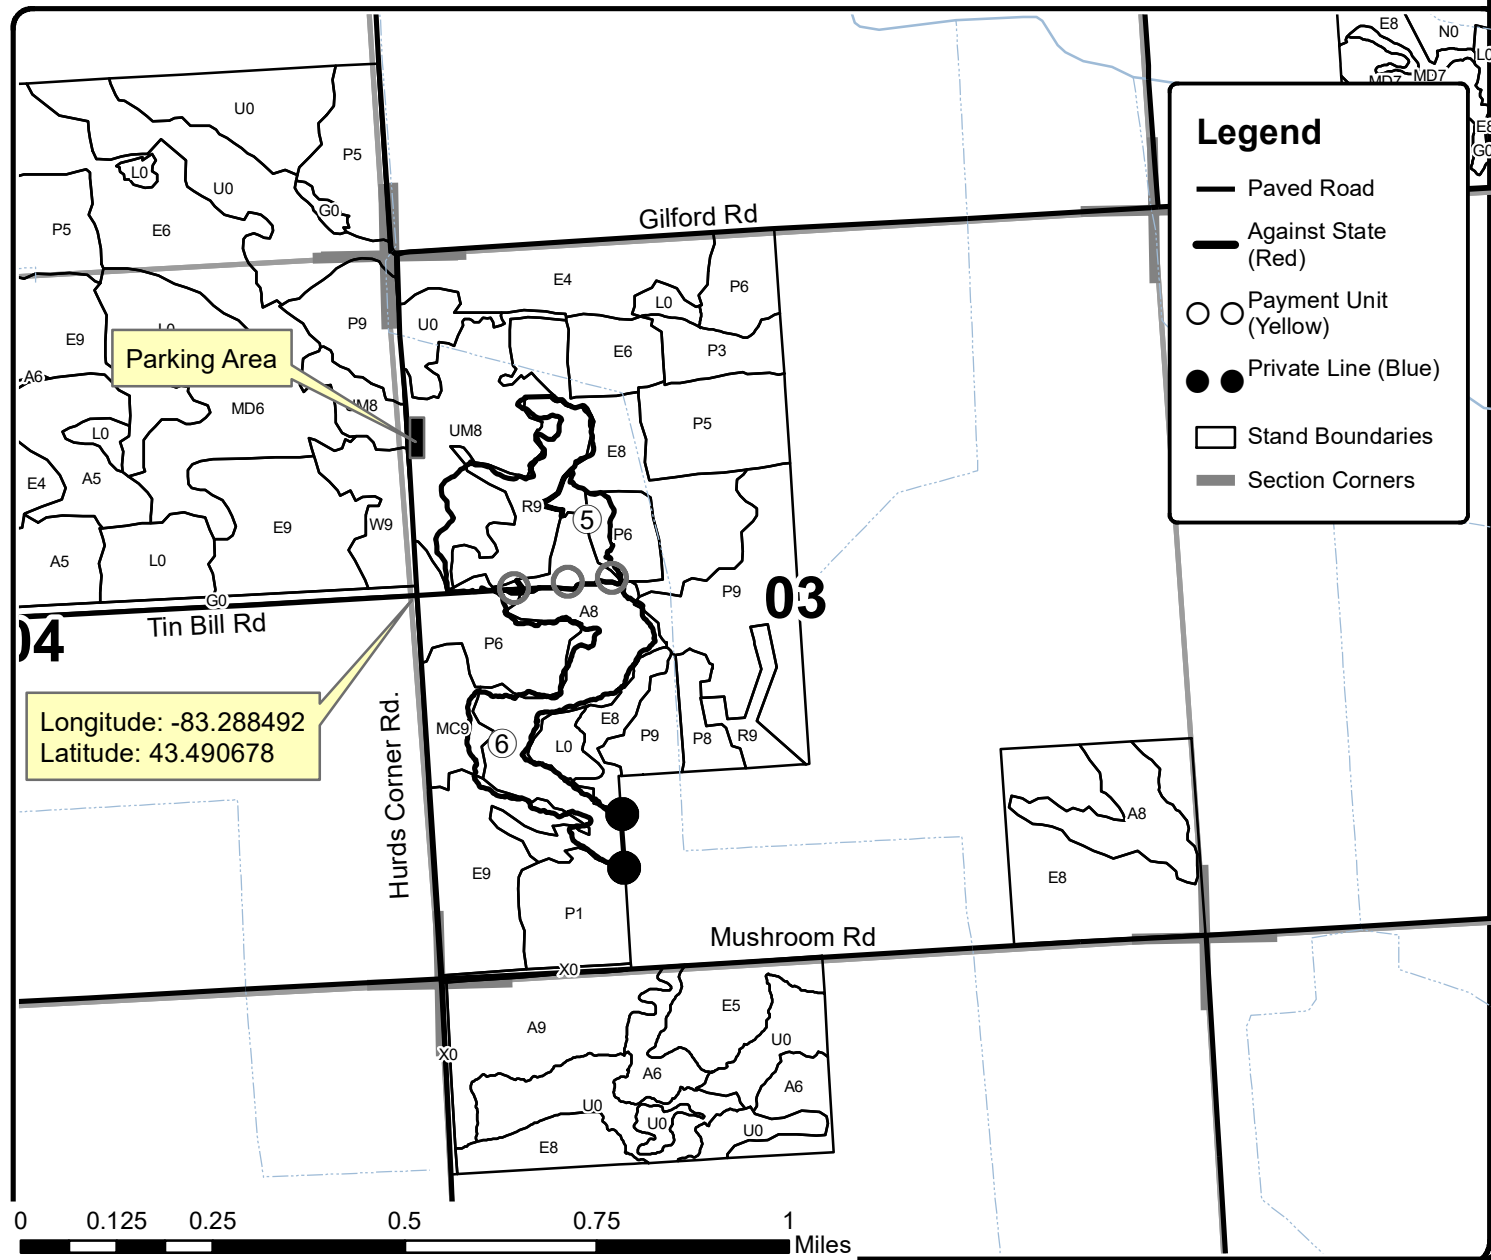 E8
N0
L0
MD7
MD7
E8
G0
Legend
Paved Road
Against State
(Red)
Payment Unit
(Yellow)
Private Line (Blue)
Stand Boundaries
Section Corners
U0
P5
L0
U0
G0
P5
E6
Gilford Rd
E4
P6
L0
P9
U0
E9
L0
E6
P3
Parking Area
A6
MD6
UM8
UM8
P5
L0
E8
E4
A5
R9
5
P6
E9
W9
A5
L0
P9
03
G0
A8
Tin Bill Rd
04
P6
Longitude: -83.288492
Latitude: 43.490678
Hurds Corner Rd.
MC9
6
L0
E8
P9
P8
R9
A8
E9
E8
P1
Mushroom Rd
X0
E5
A9
U0
X0
A6
A6
U0
U0
U0
E8
0 0.125 0.25 0.5 0.75 1
Miles